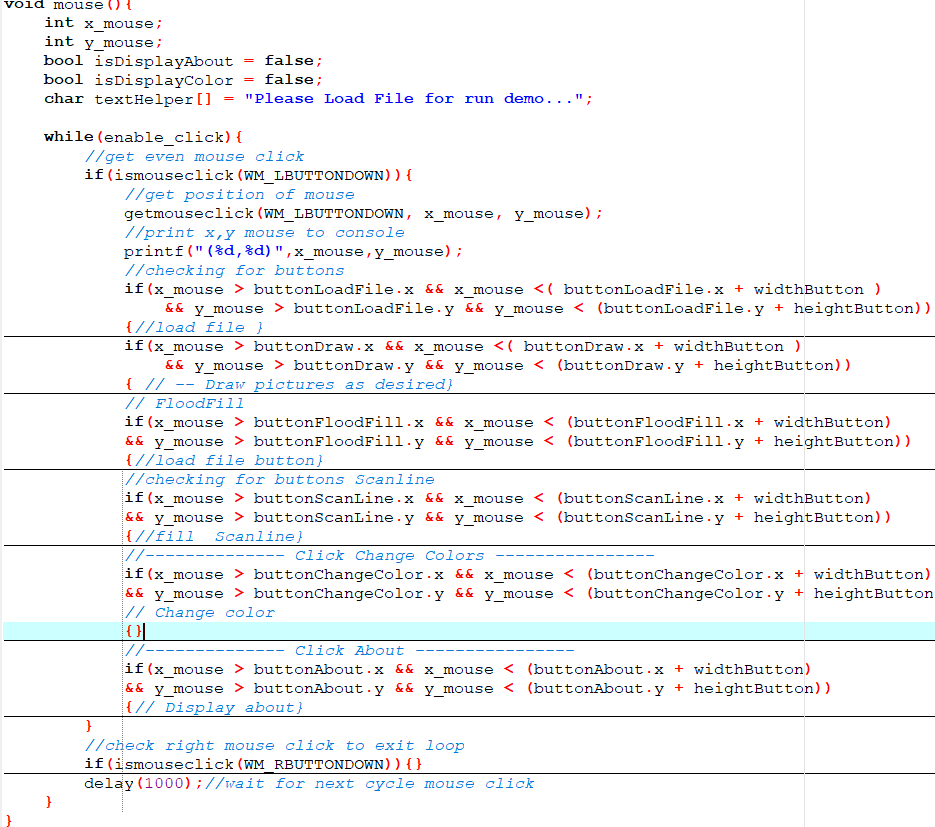 void mouse(){
int x_mouse;
int y_mouse;
bool isDisplayAbout = false;
bool isDisplayColor = false;
char textHelper[] = "Please Load File for run demo...";
while(enable_click){
//get even mouse click
if(ismouseclick(WM_LBUTTONDOWN)){
//get position of mouse
getmouseclick(WM_LBUTTONDOWN, x_mouse, y_mouse);
//print x,y mouse to console
printf("(%d,%d)",x_mouse,y_mouse);
//checking for buttons
if(x_mouse > buttonLoadFile.x && x_mouse <( buttonLoadFile.x + widthButton )
&& y_mouse > buttonLoadFile.y && y_mouse < (buttonLoadFile.y + heightButton))
{//load file }
if(x_mouse > buttonDraw.x && x_mouse <( buttonDraw.x + widthButton )
&& y_mouse > buttonDraw.y && y_mouse < (buttonDraw.y + heightButton))
{ // -- Draw pictures as desired}
// FloodFill
if(x_mouse > buttonFloodFill.x && x_mouse < (buttonFloodFill.x + widthButton)
&& y_mouse > buttonFloodFill.y && y_mouse < (buttonFloodFill.y + heightButton))
{//load file button}
//checking for buttons Scanline
if(x_mouse > buttonScanLine.x && x_mouse < (buttonScanLine.x + widthButton)
&& y_mouse > buttonScanLine.y && y_mouse < (buttonScanLine.y + heightButton))
{//fill  Scanline}
//-------------- Click Change Colors ----------------
if(x_mouse > buttonChangeColor.x && x_mouse < (buttonChangeColor.x + widthButton)
&& y_mouse > buttonChangeColor.y && y_mouse < (buttonChangeColor.y + heightButton
// Change color
{}
//-------------- Click About ----------------
if(x_mouse > buttonAbout.x && x_mouse < (buttonAbout.x + widthButton)
&& y_mouse > buttonAbout.y && y_mouse < (buttonAbout.y + heightButton))
{// Display about}
}
//check right mouse click to exit loop
if(ismouseclick(WM_RBUTTONDOWN)){}
delay(1000);//wait for next cycle mouse click
}
}